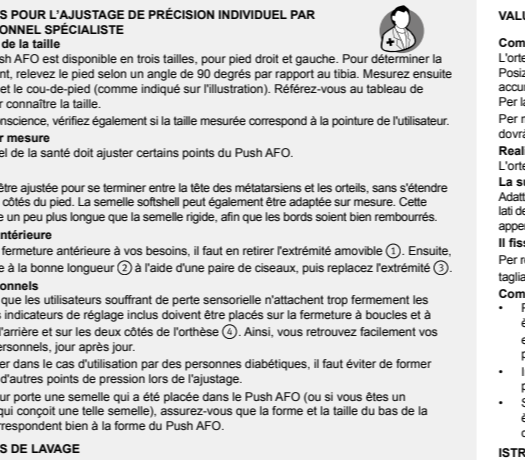 S POUR L'AJUSTAGE DE PRÉCISION INDIVIDUEL PAR
ONNEL SPÉCIALISTE
de la taille
sh AFO est disponible en trois tailles, pour pied droit et gauche. Pour déterminer la
nt, relevez le pied selon un angle de 90 degrés par rapport au tibia. Mesurez ensuite
et le cou-de-pied (comme indiqué sur l'illustration). Référez-vous au tableau de
r connaître la taille.
onscience, vérifiez également si la taille mesurée correspond à la pointure de l'utilisateur.
r mesure
el de la santé doit ajuster certains points du Push AFO.
être ajustée pour se terminer entre la tête des métatarsiens et les orteils, sans s'étendre
côtés du pied. La semelle softshell peut également être adaptée sur mesure. Cette
e un peu plus longue que la semelle rigide, afin que les bords soient bien rembourrés.
ntérieure
fermeture antérieure à vos besoins, il faut en retirer l'extrémité amovible ①. Ensuite,
e à la bonne longueur ② à l'aide d'une paire de ciseaux, puis replacez l'extrémité ③.
onnels
que les utilisateurs souffrant de perte sensorielle n'attachent trop fermement les
s indicateurs de réglage inclus doivent être placés sur la fermeture à boucles et à
l'arrière et sur les deux côtés de l'orthèse ④. Ainsi, vous retrouvez facilement vos
ersonnels, jour après jour.
er dans le cas d'utilisation par des personnes diabétiques, il faut éviter de former
d'autres points de pression lors de l'ajustage.
ur porte une semelle qui a été placée dans le Push AFO (ou si vous êtes un
qui conçoit une telle semelle), assurez-vous que la forme et la taille du bas de la
rrespondent bien à la forme du Push AFO.
S DE LAVAGE
VALU
Com
L'orte
Posiz
accur
Per la
Per r
dovrà
Reali
L'orte
La su
Adatt
lati de
appe
Il fiss
Per re
taglia
Com
• F
• I
• S
ISTR